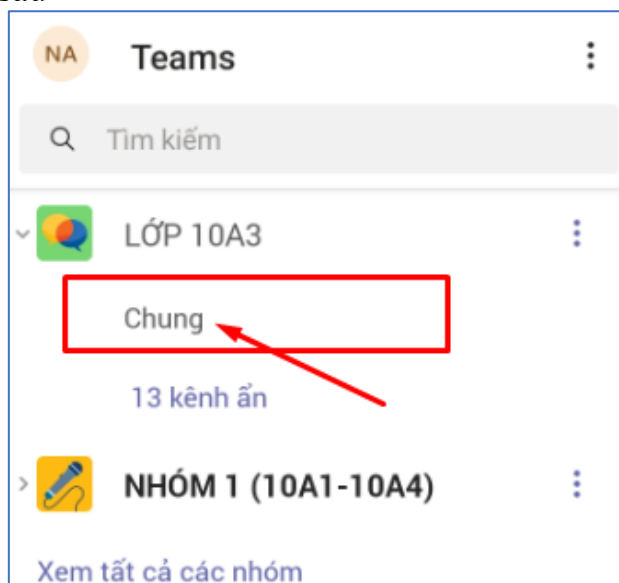 NA Teams
Tìm kiếm
LỚP 10A3
Chung
13 kênh ẩn
NHÓM 1 (10A1-10A4)
Xem tất cả các nhóm